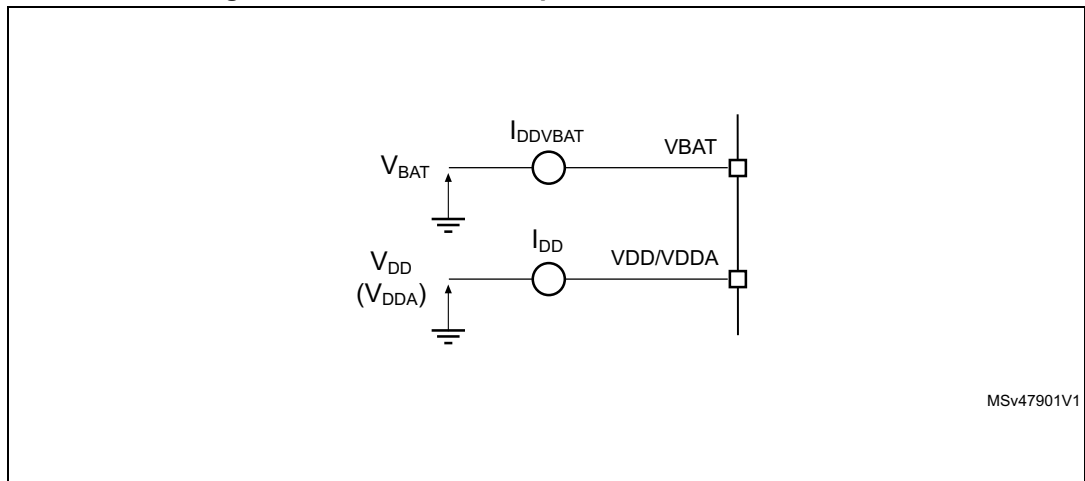 I_DDVBAT
VBAT
V_BAT
I_DD
VDD/VDDA
V_DD
(V_DDA)
MSv47901V1